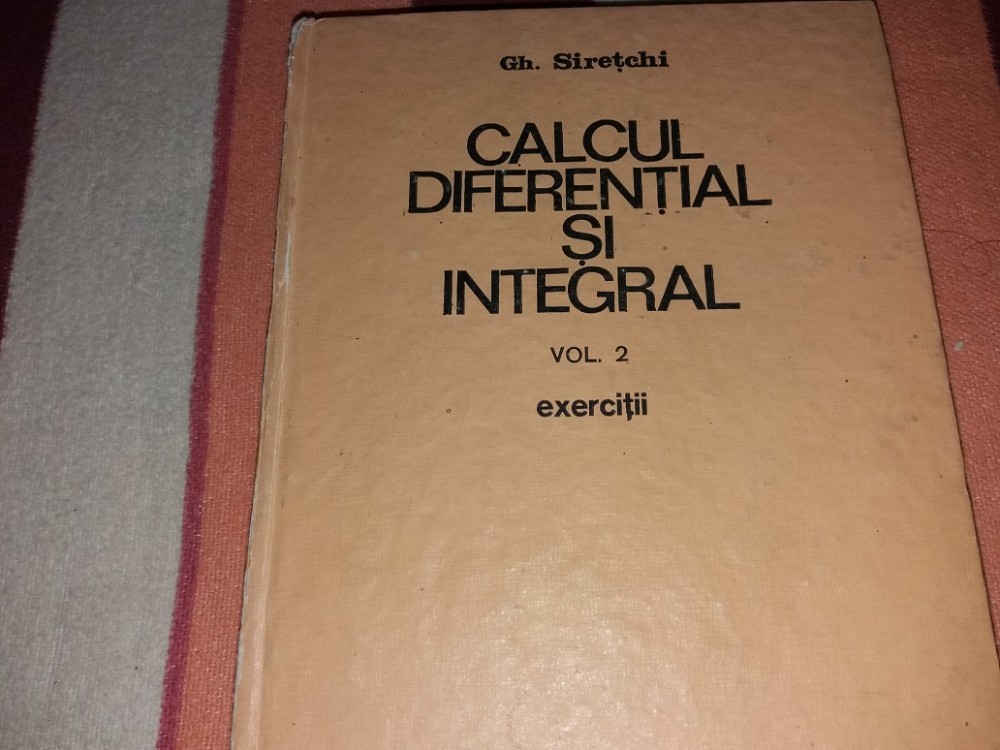 Gh. Sirețchi
CALCUL
DIFERENȚIAL
ȘI
INTEGRAL
VOL. 2
exerciții